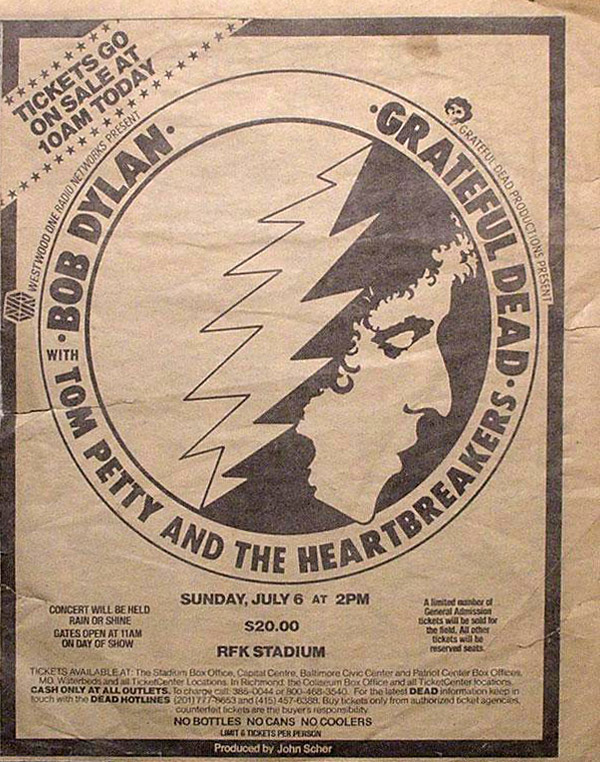 TICKETS GO
ON SALE AT
10AM TODAY
WESTWOOD ONE RADIO NETWORKS PRESENT
GRATEFUL DEAD PRODUCTIONS PRESENT
·BOB DYLAN·
·GRATEFUL DEAD·
WITH TOM PETTY AND THE HEARTBREAKERS·
SUNDAY, JULY 6 AT 2PM
$20.00
RFK STADIUM
CONCERT WILL BE HELD
RAIN OR SHINE
GATES OPEN AT 11AM
ON DAY OF SHOW
A limited number of
General Admission
tickets will be sold for
the field. All other
tickets will be
reserved seats.
TICKETS AVAILABLE AT: The Stadium Box Office, Capital Centre, Baltimore Civic Center and Patriot Center Box Offices,
MD. Waterbeds and all TicketCenter Locations. In Richmond: the Coliseum Box Office and all TicketCenter locations.
CASH ONLY AT ALL OUTLETS. To charge call: 385-0044 or 800-468-3540. For the latest DEAD information keep in
touch with the DEAD HOTLINES (201) 777-8653 and (415) 457-6388. Buy tickets only from authorized ticket agencies,
counterfeit tickets are the buyer's responsibility.
NO BOTTLES NO CANS NO COOLERS
LIMIT 6 TICKETS PER PERSON
Produced by John Scher